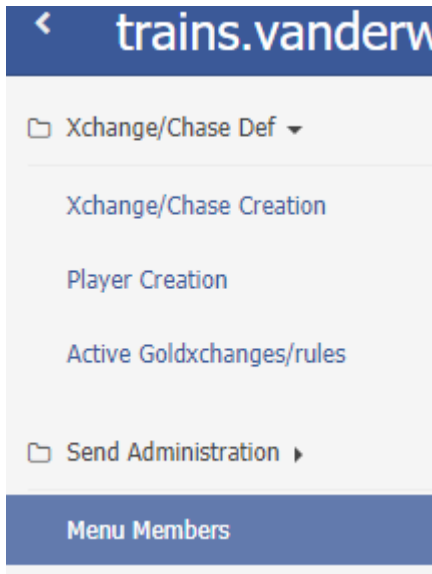 trains.vanderw
Xchange/Chase Def
Xchange/Chase Creation
Player Creation
Active Goldxchanges/rules
Send Administration
Menu Members